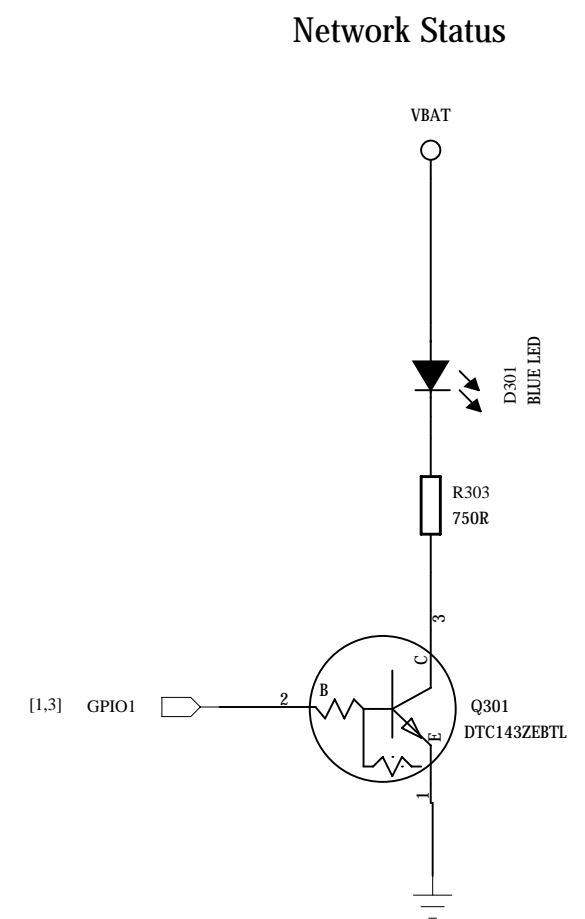 Network Status
VBAT
D301
BLUE LED
R303
750R
3
C
[1,3] GPIO1
2
B
Q301
DTC143ZEBTL
E
1